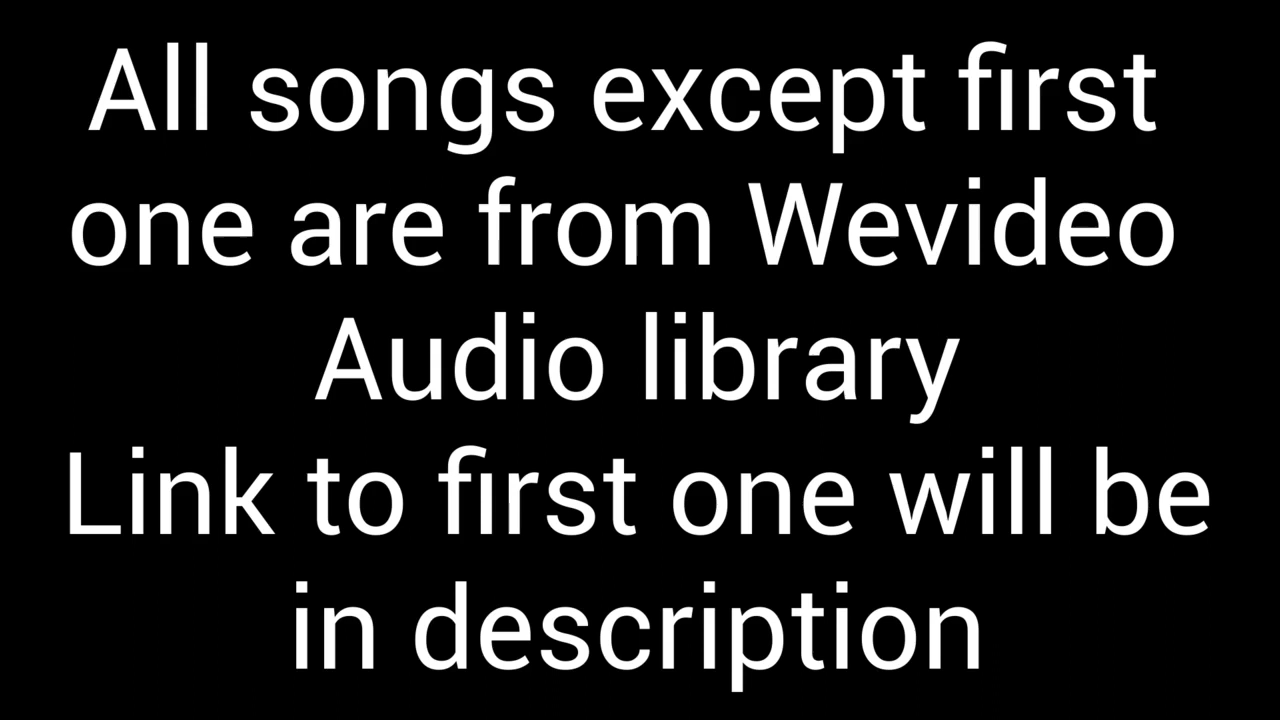 All songs except first
one are from Wevideo
Audio library
Link to first one will be
in description